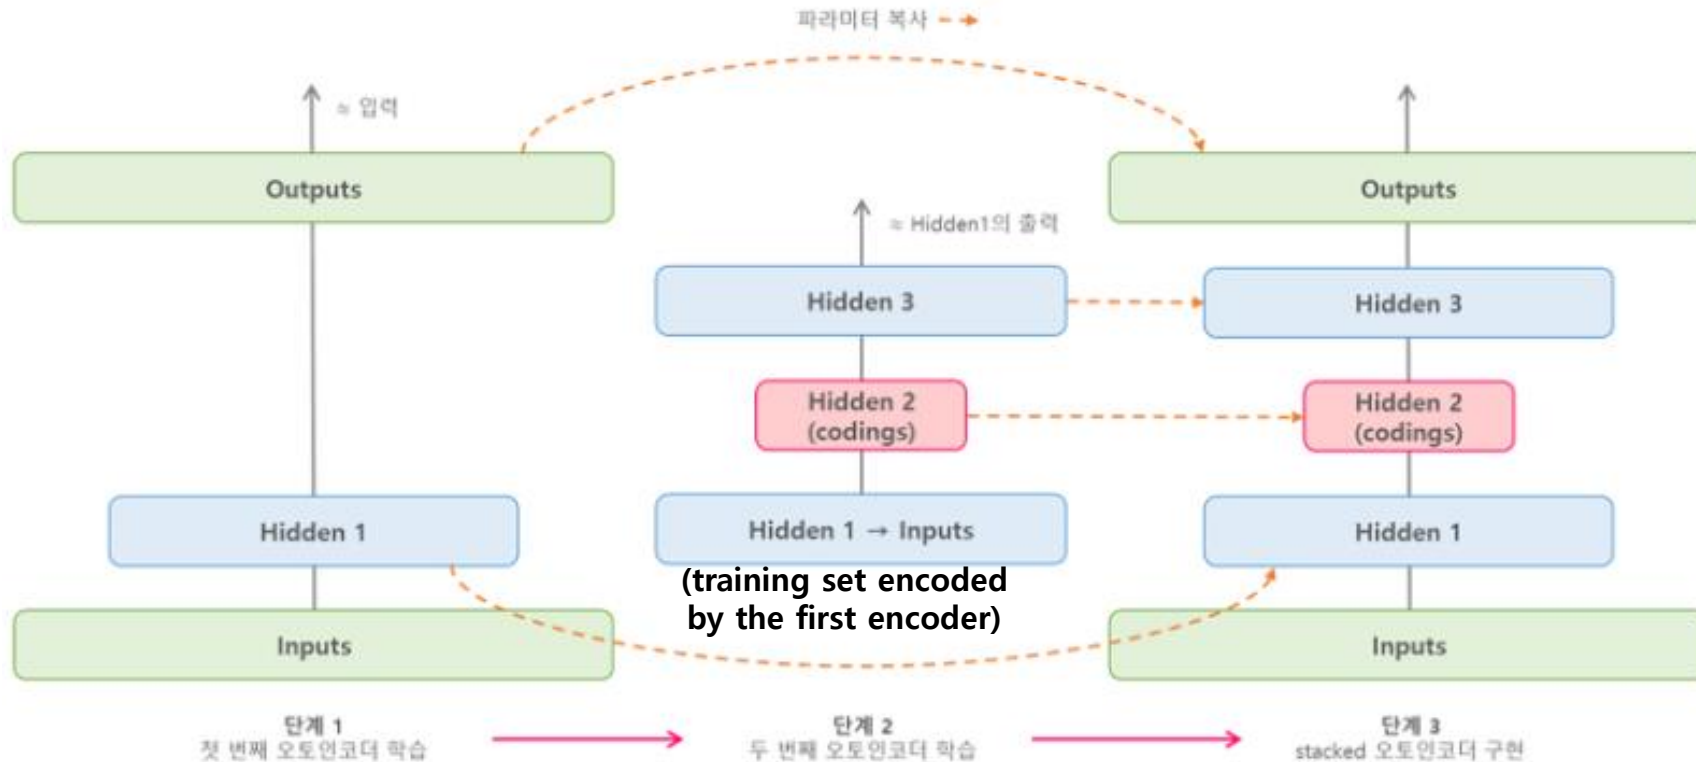 파라미터 복사
≈ 입력
Outputs
Hidden 1
Inputs
단계 1
첫 번째 오토인코더 학습
≈ Hidden1의 출력
Hidden 3
Hidden 2
(codings)
Hidden 1 → Inputs
(training set encoded
by the first encoder)
단계 2
두 번째 오토인코더 학습
Outputs
Hidden 3
Hidden 2
(codings)
Hidden 1
Inputs
단계 3
stacked 오토인코더 구현